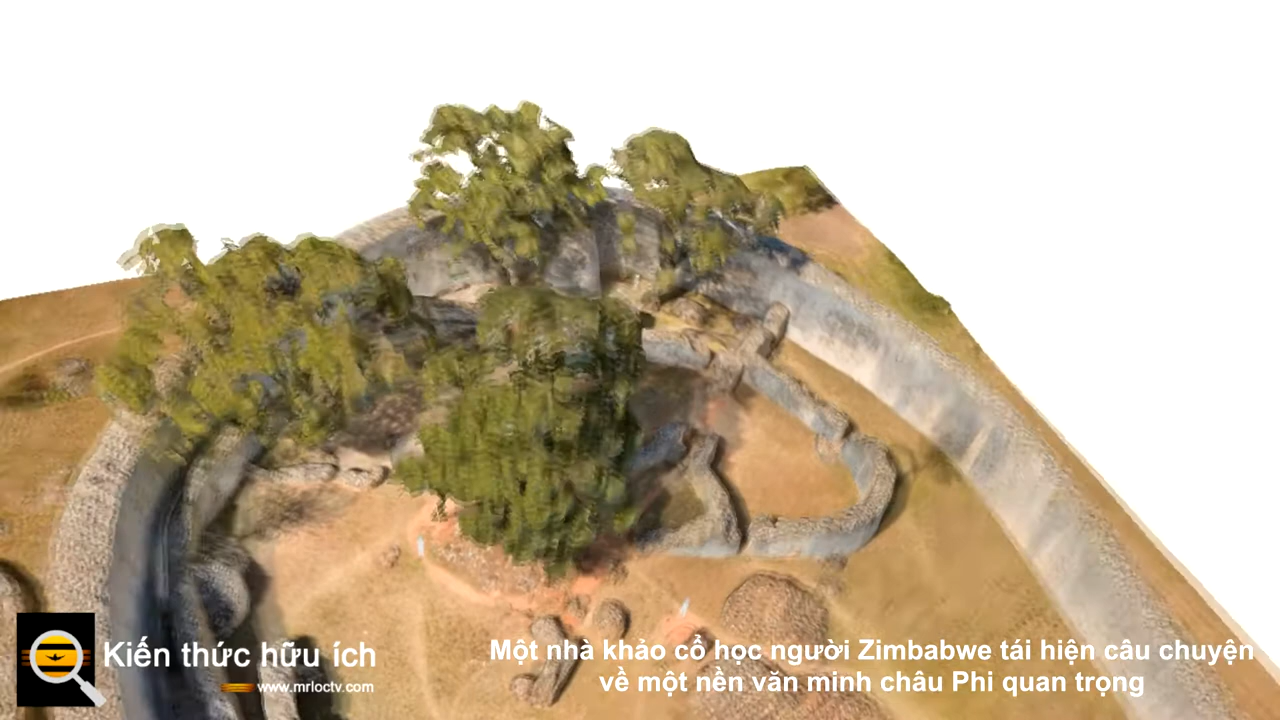 Kiến thức hữu ích
www.mrloctv.com
Một nhà khảo cổ học người Zimbabwe tái hiện câu chuyện
về một nền văn minh châu Phi quan trọng